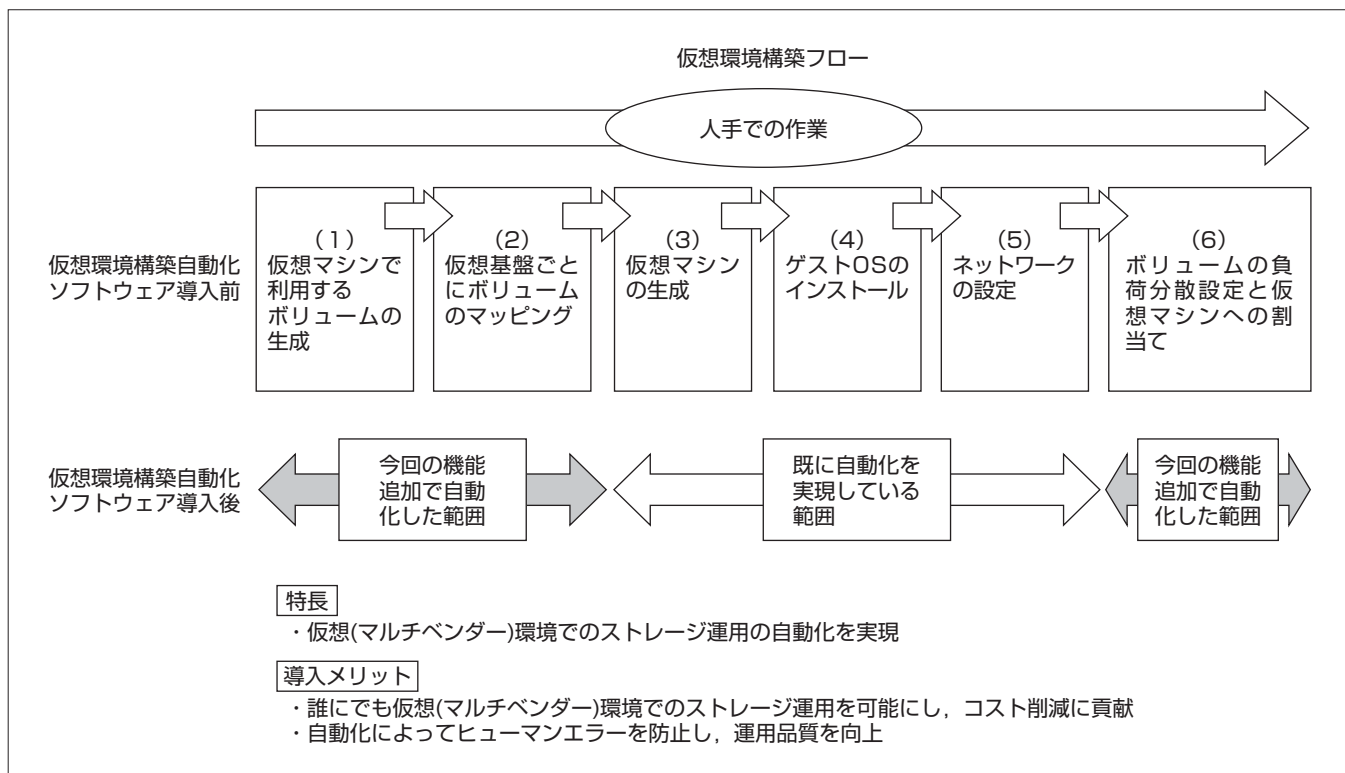 仮想環境構築フロー
人手での作業
仮想環境構築自動化
ソフトウェア導入前
(1)
仮想マシンで
利用する
ボリュームの
生成
(2)
仮想基盤ごと
にボリューム
のマッピング
(3)
仮想マシン
の生成
(4)
ゲストOSの
インストール
(5)
ネットワーク
の設定
(6)
ボリュームの負
荷分散設定と仮
想マシンへの割
当て
仮想環境構築自動化
ソフトウェア導入後
今回の機能
追加で自動
化した範囲
既に自動化を
実現している
範囲
今回の機能
追加で自動
化した範囲
特長
・仮想(マルチベンダー)環境でのストレージ運用の自動化を実現
導入メリット
・誰にでも仮想(マルチベンダー)環境でのストレージ運用を可能にし，コスト削減に貢献
・自動化によってヒューマンエラーを防止し，運用品質を向上